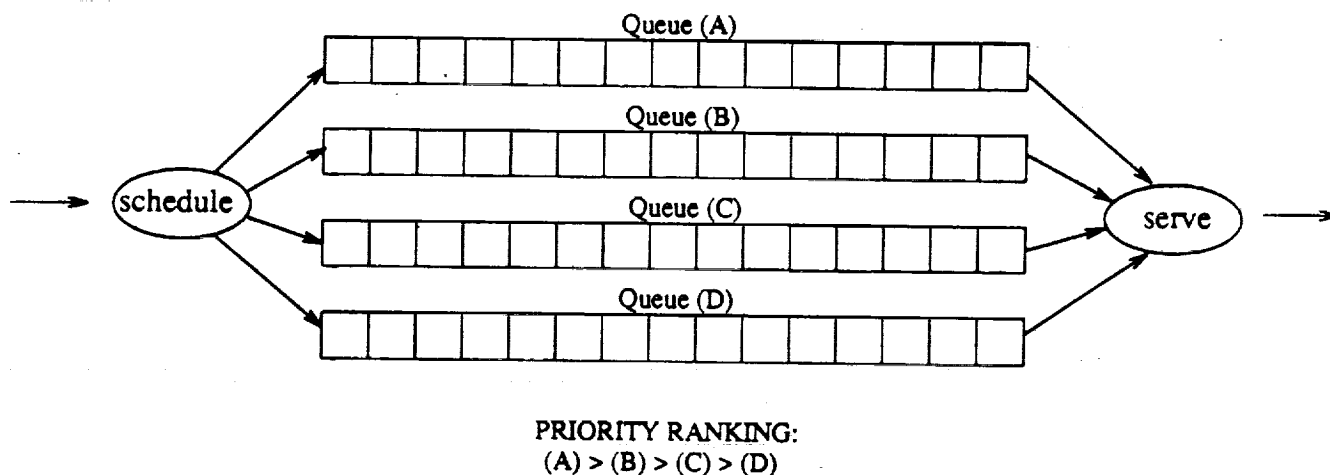 Queue (A)
Queue (B)
schedule
Queue (C)
serve
Queue (D)
PRIORITY RANKING:
(A) > (B) > (C) > (D)